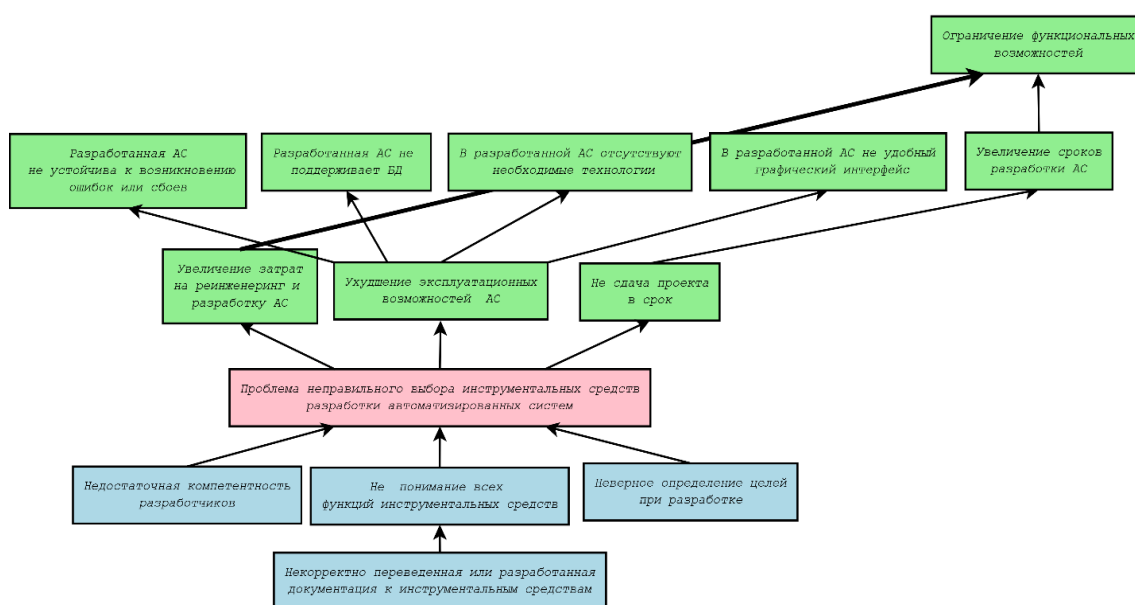 Ограничение функциональных
возможностей
Разработанная АС
не устойчива к возникновению
ошибок или сбоев
Разработанная АС не
поддерживает БД
В разработанной АС отсутствуют
необходимые технологии
В разработанной АС не удобный
графический интерфейс
Увеличение сроков
разработки АС
Увеличение затрат
на реинженеринг и
разработку АС
Ухудшение эксплуатационных
возможностей АС
Не сдача проекта
в срок
Проблема неправильного выбора инструментальных средств
разработки автоматизированных систем
Недостаточная компетентность
разработчиков
Не понимание всех
функций инструментальных средств
Неверное определение целей
при разработке
Некорректно переведенная или разработанная
документация к инструментальным средствам